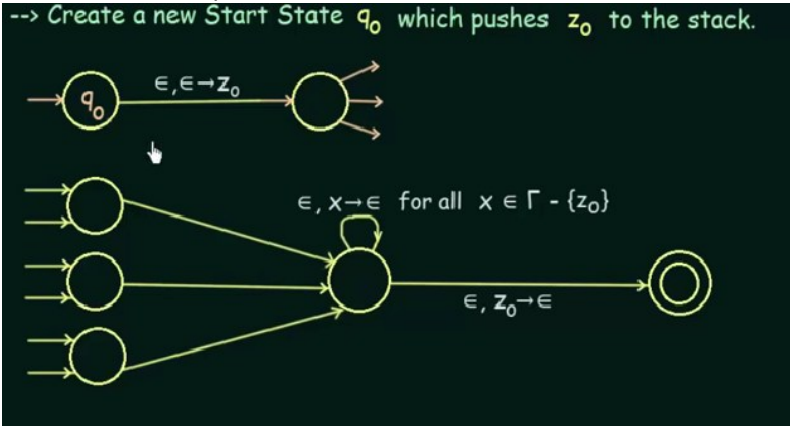 --> Create a new Start State q₀ which pushes z₀ to the stack.
∈,∈→Z₀
q₀
∈, x→∈ for all x ∈ Γ - {z₀}
∈, Z₀→∈